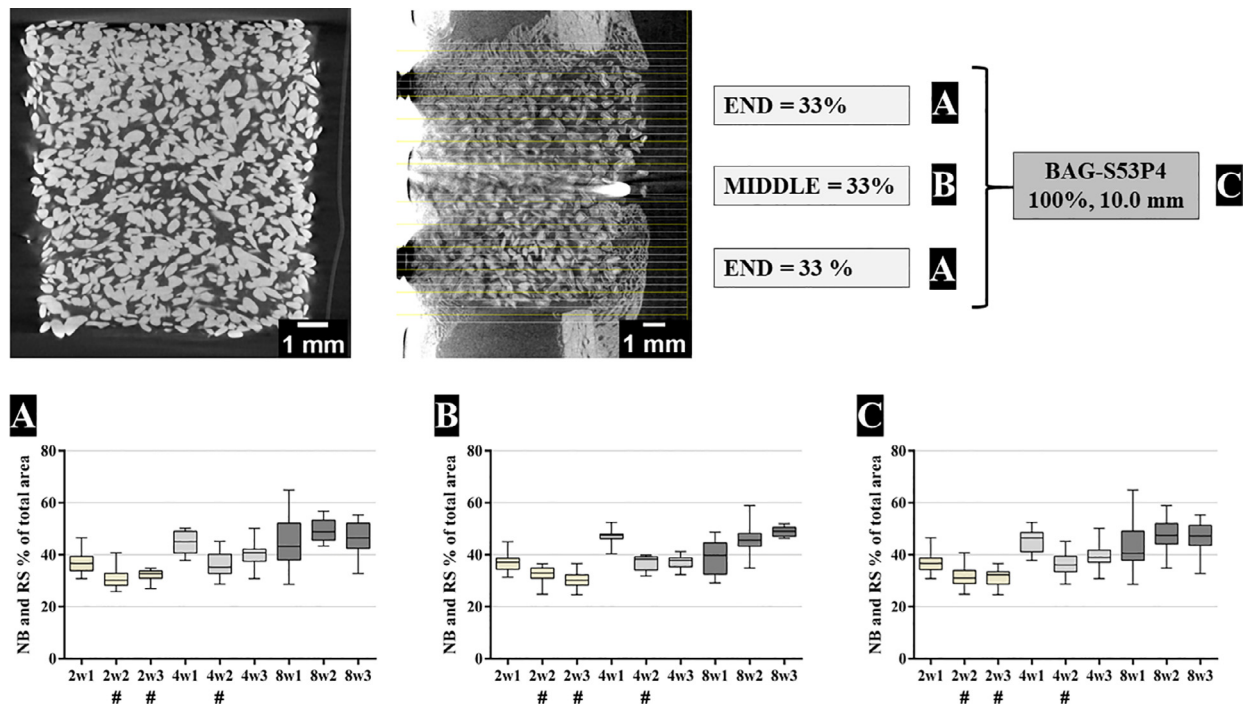 1 mm
1 mm
END = 33%
A
MIDDLE = 33%
B
END = 33 %
A
BAG-S53P4
100%, 10.0 mm
C
A
NB and RS % of total area
80
60
40
20
0
2w1 2w2 2w3 4w1 4w2 4w3 8w1 8w2 8w3
# # #
B
NB and RS % of total area
80
60
40
20
0
2w1 2w2 2w3 4w1 4w2 4w3 8w1 8w2 8w3
# # #
C
NB and RS % of total area
80
60
40
20
0
2w1 2w2 2w3 4w1 4w2 4w3 8w1 8w2 8w3
# # #